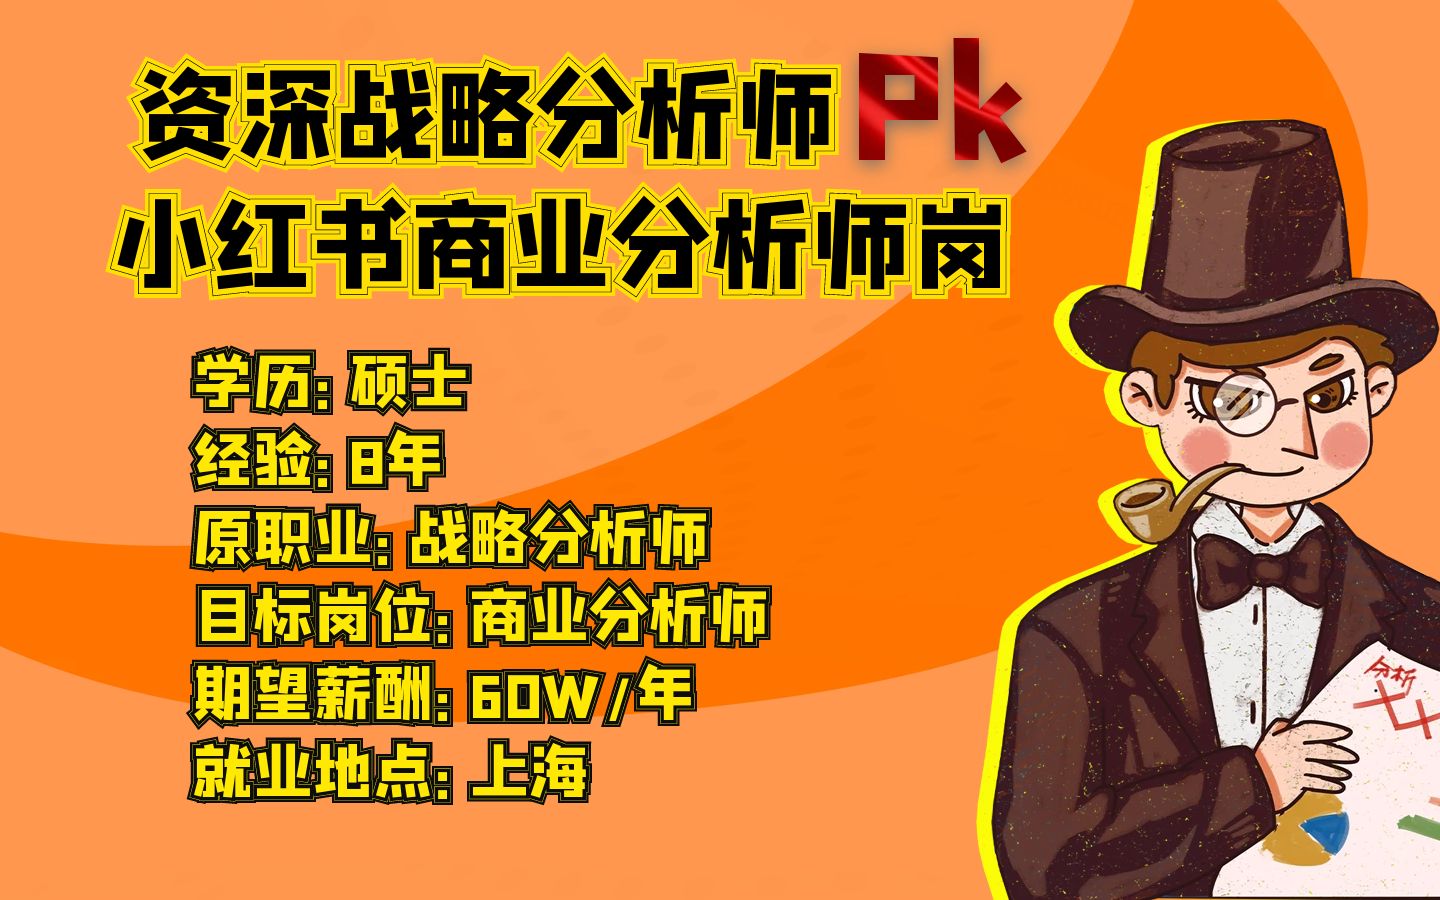 资深战略分析师Pk
小红书商业分析师岗
学历：硕士
经验：8年
原职业：战略分析师
目标岗位：商业分析师
期望薪酬：60W/年
就业地点：上海
分析